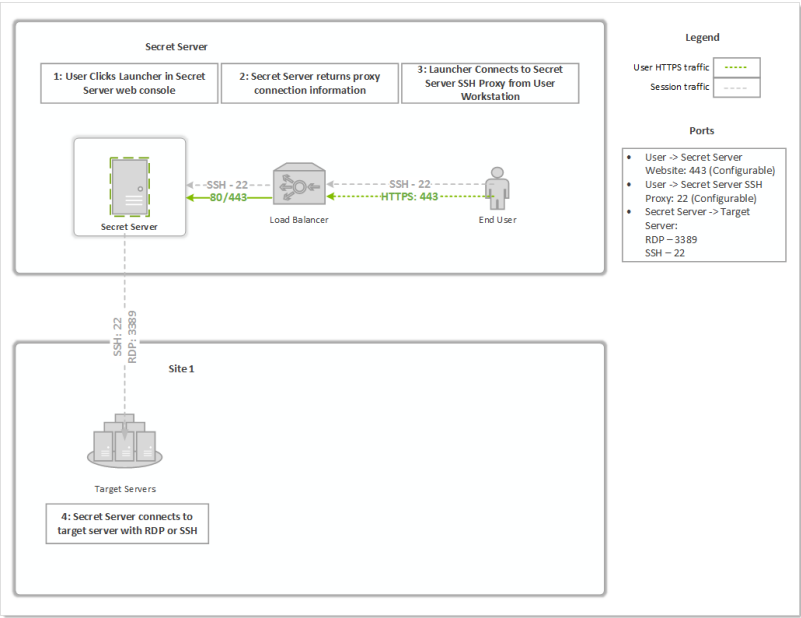 Secret Server
1: User Clicks Launcher in Secret
Server web console
2: Secret Server returns proxy
connection information
3: Launcher Connects to Secret
Server SSH Proxy from User
Workstation
SSH - 22
80/443
SSH - 22
HTTPS: 443
Secret Server
Load Balancer
End User
SSH: 22
RDP: 3389
Site 1
Target Servers
4: Secret Server connects to
target server with RDP or SSH
Legend
User HTTPS traffic
Session traffic
Ports
• User -> Secret Server
Website: 443 (Configurable)
• User -> Secret Server SSH
Proxy: 22 (Configurable)
• Secret Server -> Target
Server:
RDP – 3389
SSH – 22